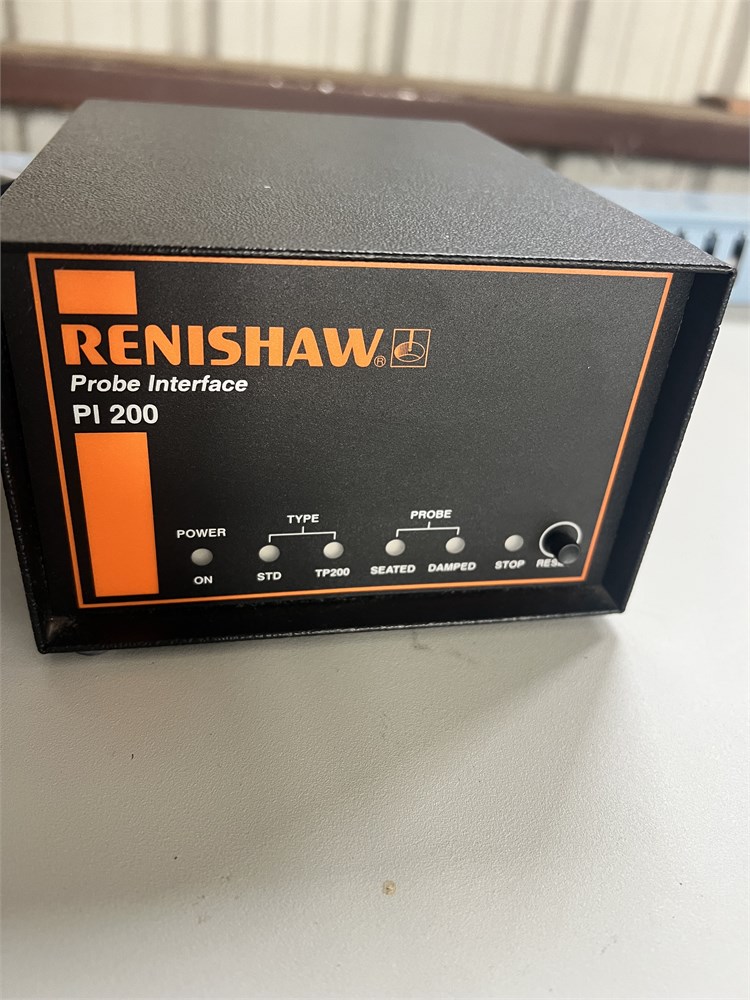 RENISHAW®
Probe Interface
PI 200
POWER
ON
TYPE
STD TP200
PROBE
SEATED DAMPED
STOP